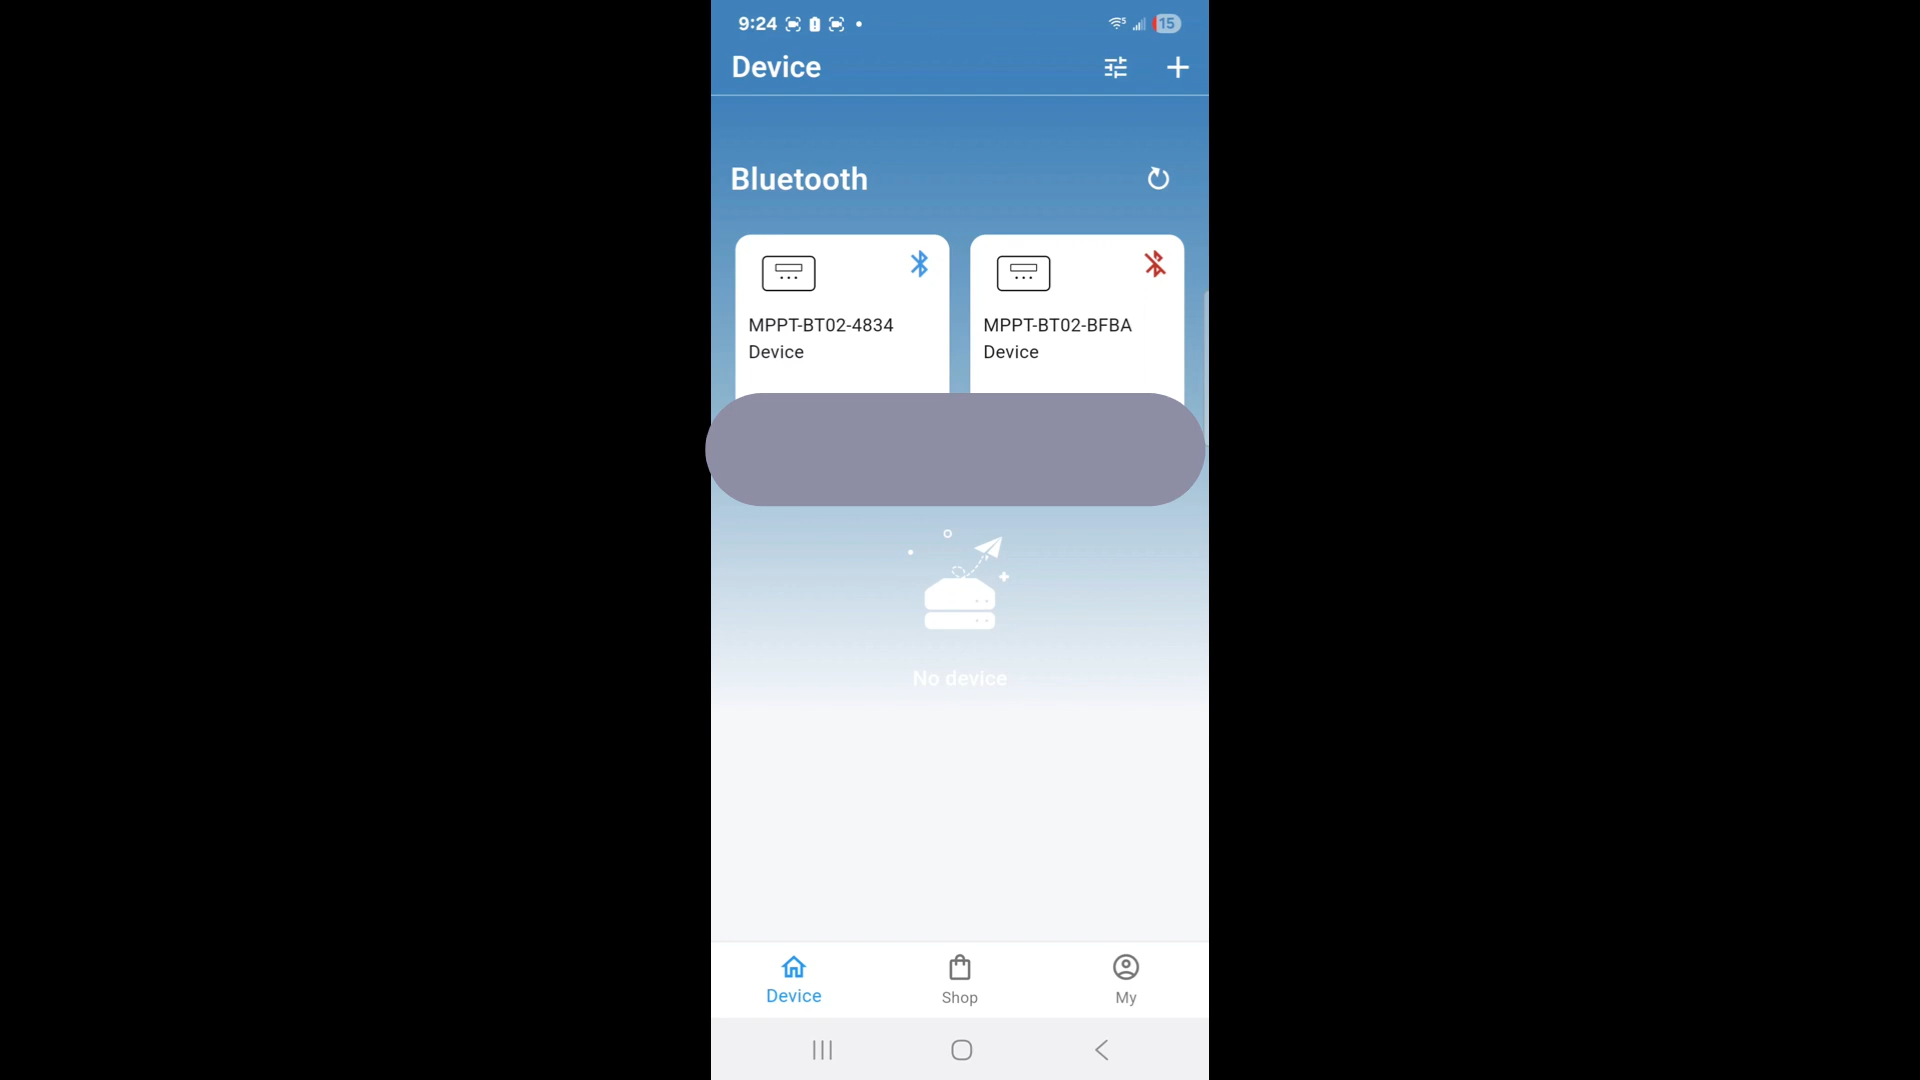 9:24
15
Device
Bluetooth
MPPT-BT02-4834
Device
MPPT-BT02-BFBA
Device
No device
Device
Shop
My